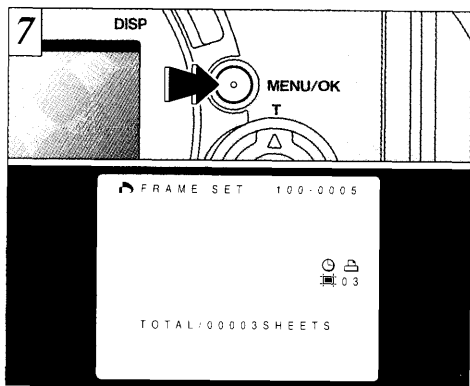 7
DISP
MENU/OK
T
FRAME SET 100-0005
03
TOTAL/00003SHEETS